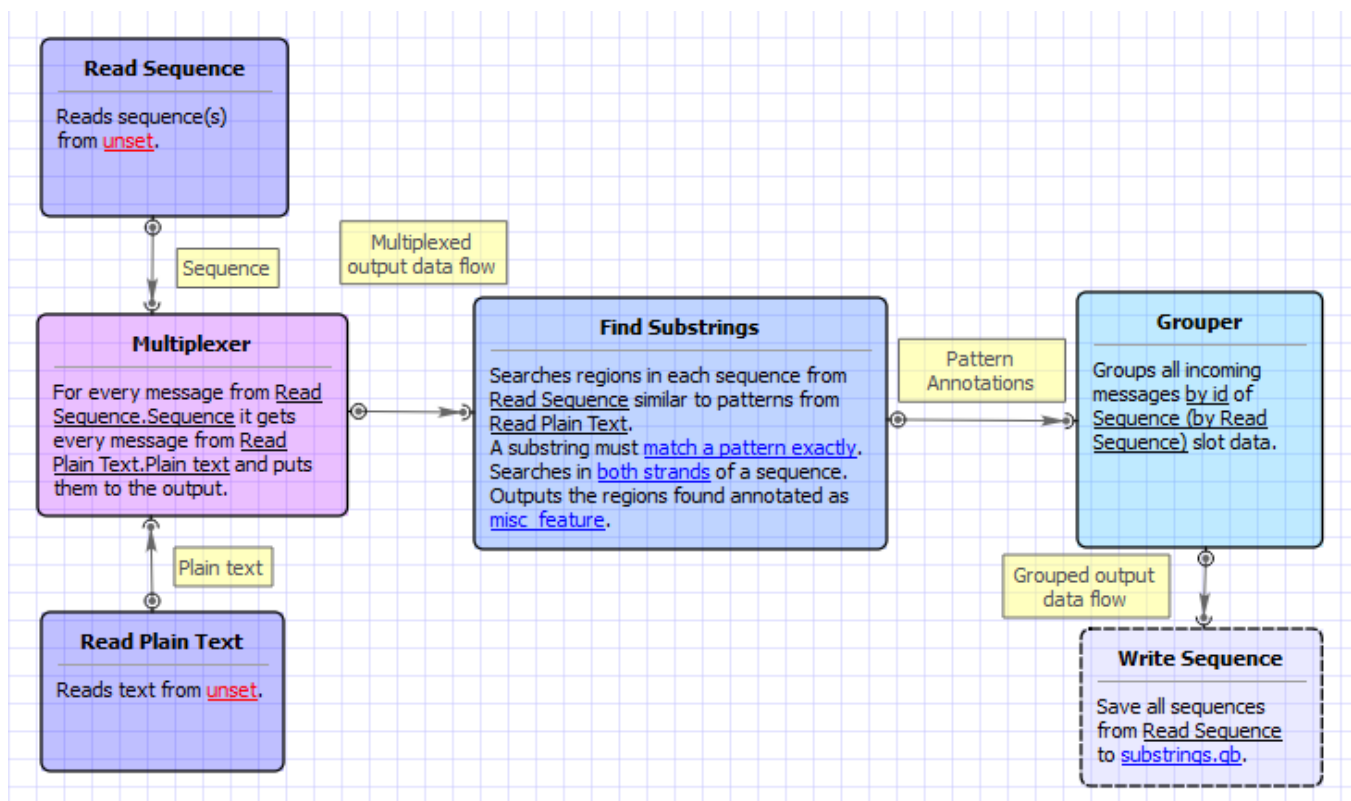 Read Sequence
Reads sequence(s)
from unset.
Sequence
Multiplexed
output data flow
Multiplexer
For every message from Read
Sequence.Sequence it gets
every message from Read
Plain Text.Plain text and puts
them to the output.
Plain text
Read Plain Text
Reads text from unset.
Find Substrings
Searches regions in each sequence from
Read Sequence similar to patterns from
Read Plain Text.
A substring must match a pattern exactly.
Searches in both strands of a sequence.
Outputs the regions found annotated as
misc_feature.
Pattern
Annotations
Grouper
Groups all incoming
messages by id of
Sequence (by Read
Sequence) slot data.
Grouped output
data flow
Write Sequence
Save all sequences
from Read Sequence
to substrings.gb.